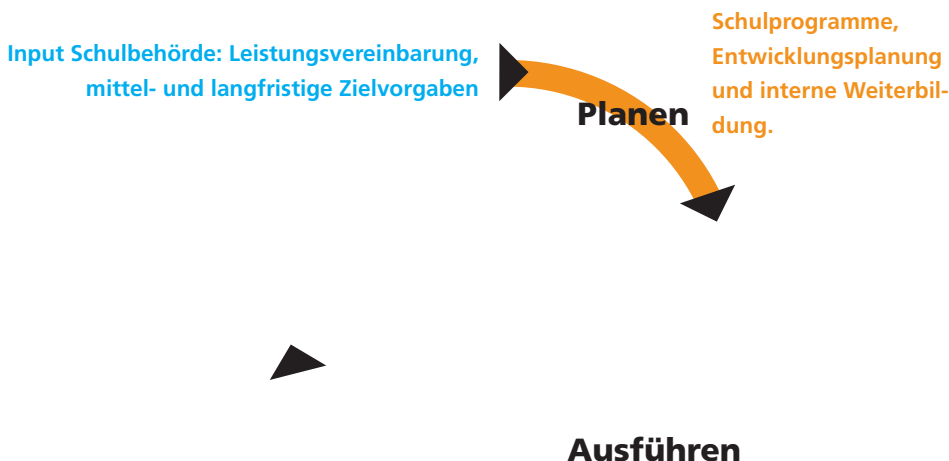 Input Schulbehörde: Leistungsvereinbarung,
mittel- und langfristige Zielvorgaben
Schulprogramme,
Entwicklungsplanung
und interne Weiterbil-
dung.
Planen
Ausführen